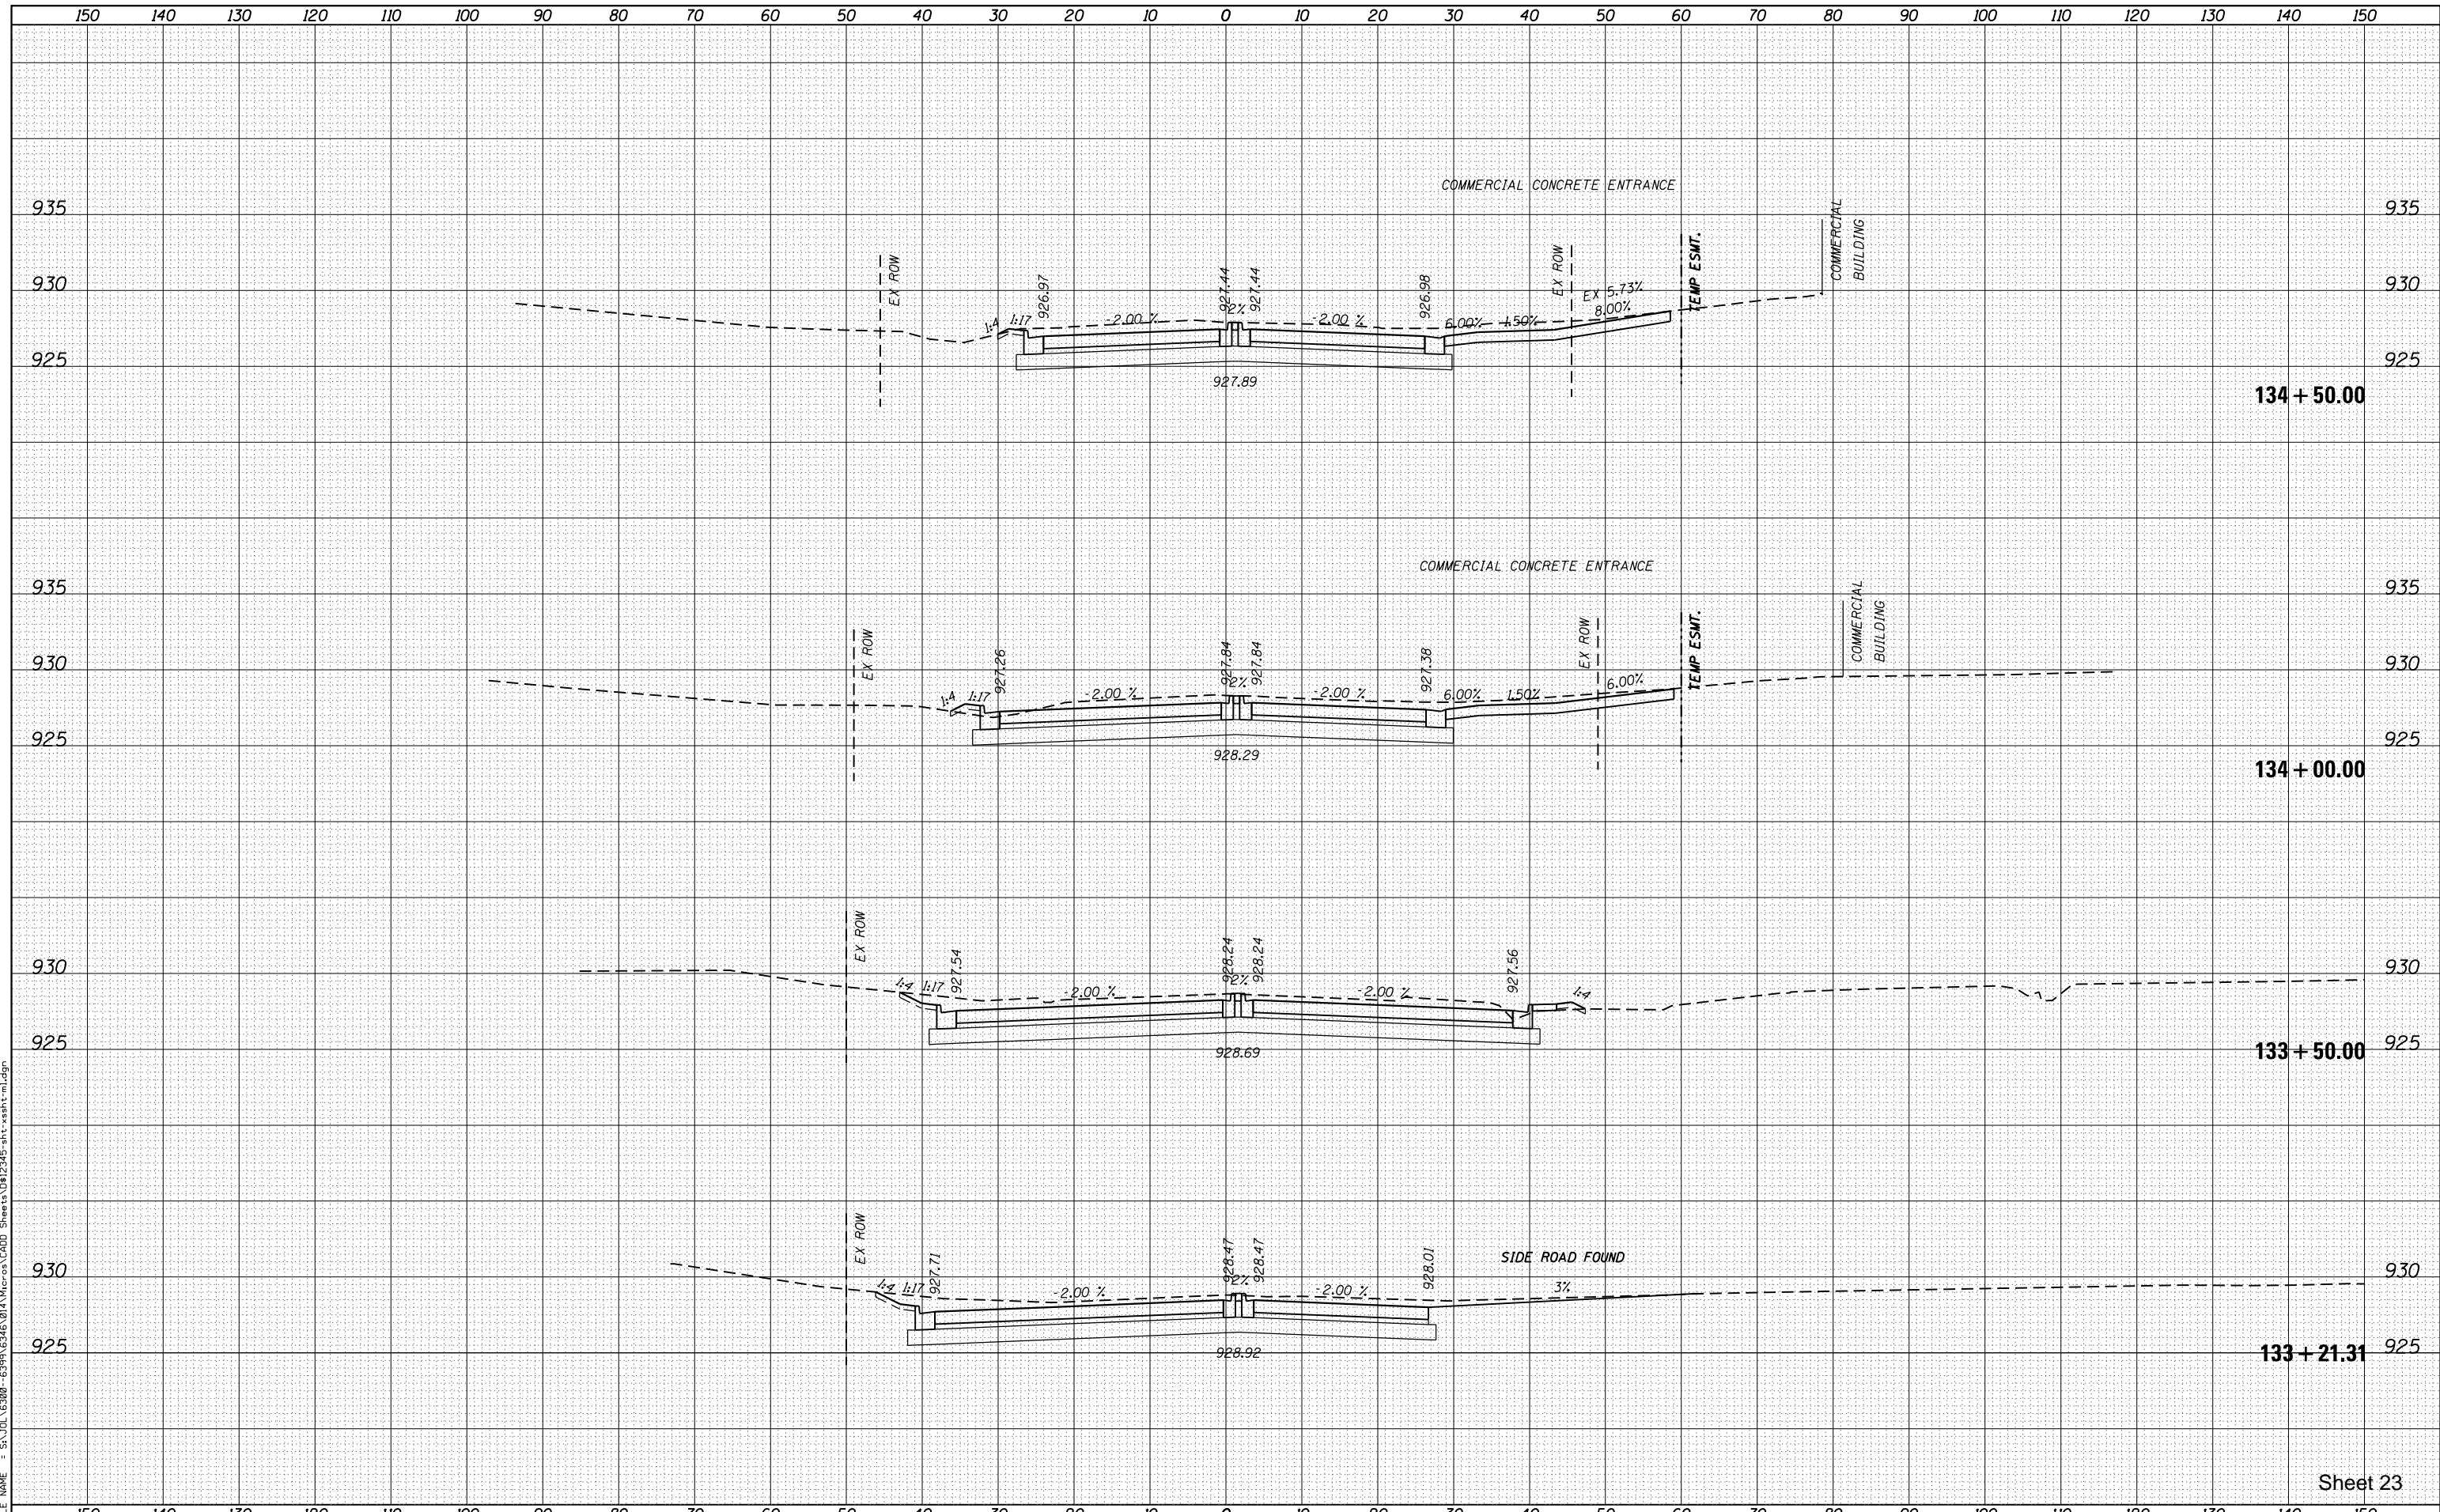 150 140 130 120 110 100 90 80 70 60 50 40 30 20 10 0 10 20 30 40 50 60 70 80 90 100 110 120 130 140 150
COMMERCIAL CONCRETE ENTRANCE
935 935
COMMERCIAL
BUILDING
930 EX ROW 926.97 927.44 927.44 926.98 EX ROW TEMP ESMT. 930
EX 5.73%
1:4 1:17 -2.00 % 2% -2.00 % 6.00% 1.50% 8.00%
925 925
927.89
134 + 50.00
COMMERCIAL CONCRETE ENTRANCE
935 935
COMMERCIAL
BUILDING
930 EX ROW 927.26 927.84 927.84 927.38 EX ROW TEMP ESMT. 930
1:4 1:17 -2.00 % 2% -2.00 % 6.00% 1.50% 6.00%
925 925
928.29
134 + 00.00
EX ROW
930 927.54 928.24 928.24 927.56 930
1:4 1:17 -2.00 % 2% -2.00 % 1:4
925 925
928.69
133 + 50.00
EX ROW
SIDE ROAD FOUND
930 927.71 928.47 928.47 928.01 930
1:4 1:17 -2.00 % 2% -2.00 % 3%
925 925
928.92
133 + 21.31
Sheet 23